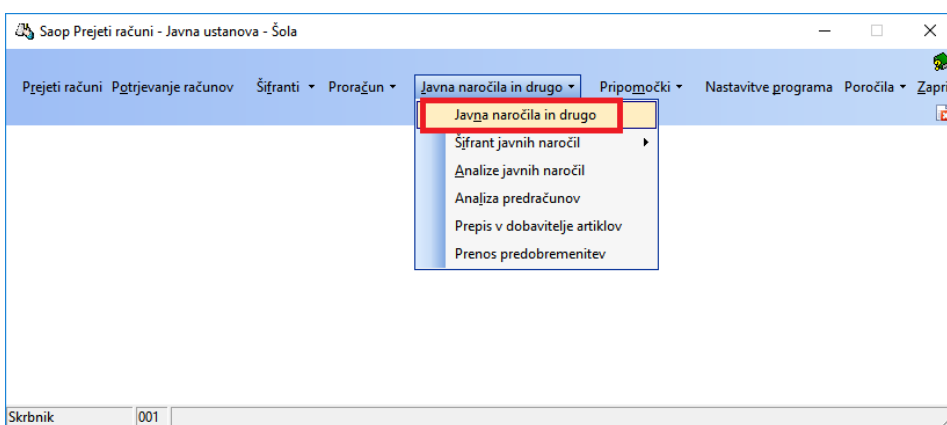 Saop Prejeti računi - Javna ustanova - Šola
Prejeti računi Potrjevanje računov Šifranti Proračun Javna naročila in drugo Pripomočki Nastavitve programa Poročila
Javna naročila in drugo
Šifrant javnih naročil
Analize javnih naročil
Analiza predračunov
Prepis v dobavitelje artiklov
Prenos predobremenitev
Skrbnik 001